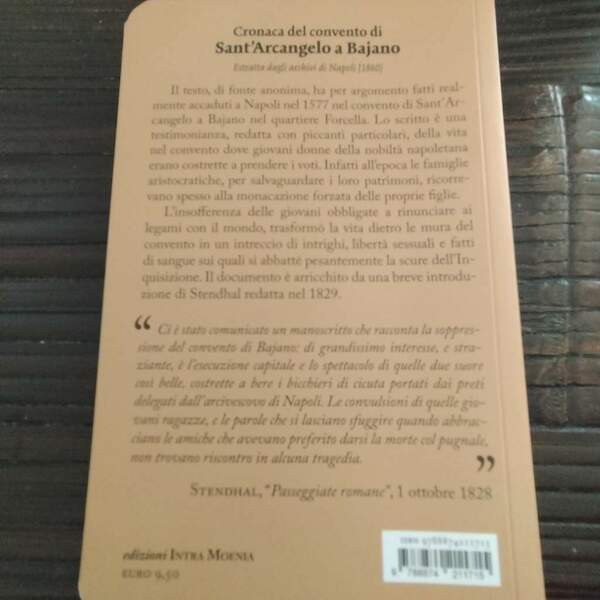 Cronaca del convento di
Sant'Arcangelo a Bajano
Estratta dagli archivi di Napoli [1860]
Il testo, di fonte anonima, ha per argomento fatti real-
mente accaduti a Napoli nel 1577 nel convento di Sant'Ar-
cangelo a Bajano nel quartiere Forcella. Lo scritto è una
testimonianza, redatta con piccanti particolari, della vita
nel convento dove giovani donne della nobiltà napoletana
erano costrette a prendere i voti. Infatti all'epoca le famiglie
aristocratiche, per salvaguardare i loro patrimoni, ricorre-
vano spesso alla monacazione forzata delle proprie figlie.
L'insofferenza delle giovani obbligate a rinunciare ai
legami con il mondo, trasformò la vita dietro le mura del
convento in un intreccio di intrighi, libertà sessuali e fatti
di sangue sui quali si abbatté pesantemente la scure dell'In-
quisizione. Il documento è arricchito da una breve introdu-
zione di Stendhal redatta nel 1829.
“ Ci è stato comunicato un manoscritto che racconta la soppres-
sione del convento di Bajano: di grandissimo interesse, e stra-
ziante, è l'esecuzione capitale e lo spettacolo di quelle due suore
così belle, costrette a bere i bicchieri di cicuta portati dai preti
delegati dall'arcivescovo di Napoli. Le convulsioni di quelle gio-
vani ragazze, e le parole che si lasciano sfuggire quando abbrac-
ciano le amiche che avevano preferito darsi la morte col pugnale,
non trovano riscontro in alcuna tragedia. ”
STENDHAL, “Passeggiate romane”, 1 ottobre 1828
edizioni INTRA MOENIA
EURO 9,50
ISBN 9788874211715
9 788874 211715